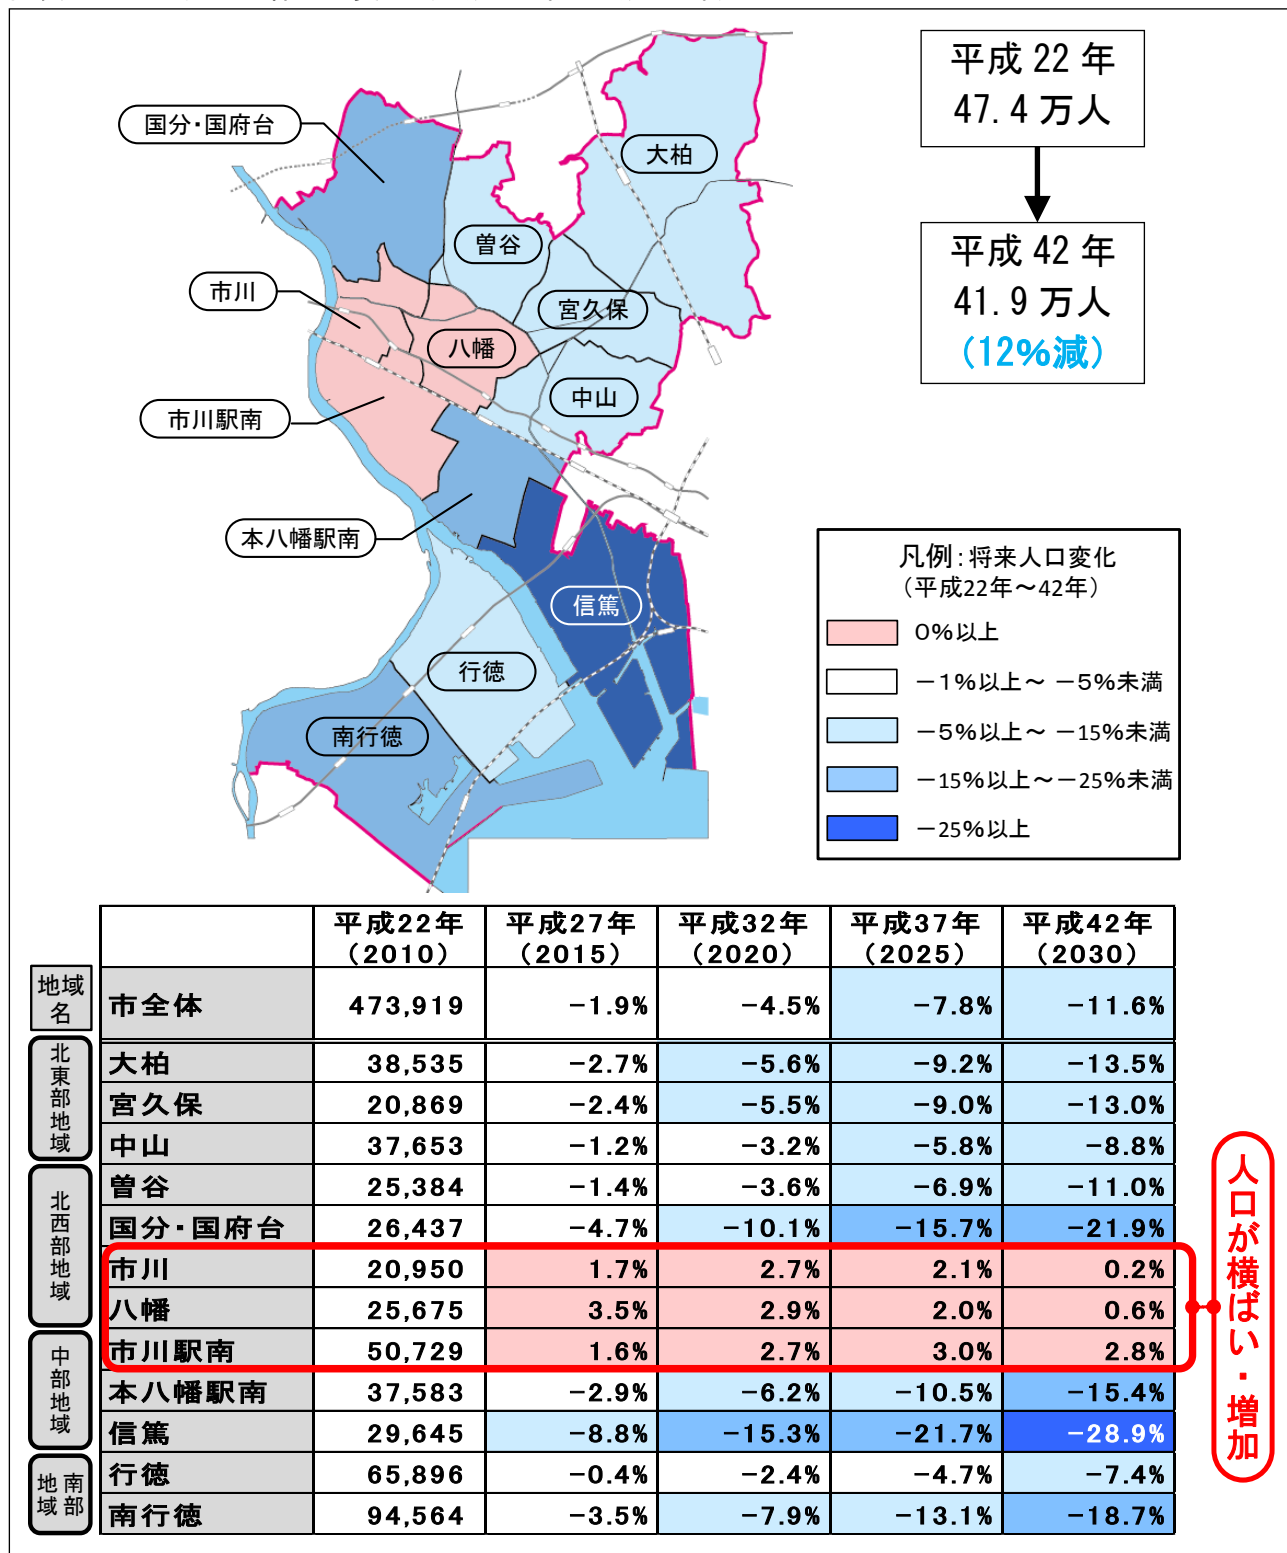 平成 22 年
47.4 万人
平成 42 年
41.9 万人
(12%減)
国分・国府台
大柏
曽谷
市川
宮久保
八幡
中山
市川駅南
本八幡駅南
信篤
行徳
南行徳
凡例：将来人口変化
（平成22年～42年）
0%以上
－1%以上～ －5%未満
－5%以上～ －15%未満
－15%以上～－25%未満
－25%以上
平成22年 平成27年 平成32年 平成37年 平成42年
（2010） （2015） （2020） （2025） （2030）
地域名 市全体 473,919 －1.9% －4.5% －7.8% －11.6%
北東部地域
大柏 38,535 －2.7% －5.6% －9.2% －13.5%
宮久保 20,869 －2.4% －5.5% －9.0% －13.0%
中山 37,653 －1.2% －3.2% －5.8% －8.8%
北西部地域
曽谷 25,384 －1.4% －3.6% －6.9% －11.0%
国分・国府台 26,437 －4.7% －10.1% －15.7% －21.9%
市川 20,950 1.7% 2.7% 2.1% 0.2%
八幡 25,675 3.5% 2.9% 2.0% 0.6%
中部地域
市川駅南 50,729 1.6% 2.7% 3.0% 2.8%
本八幡駅南 37,583 －2.9% －6.2% －10.5% －15.4%
信篤 29,645 －8.8% －15.3% －21.7% －28.9%
南部地域
行徳 65,896 －0.4% －2.4% －4.7% －7.4%
南行徳 94,564 －3.5% －7.9% －13.1% －18.7%
人口が横ばい・増加